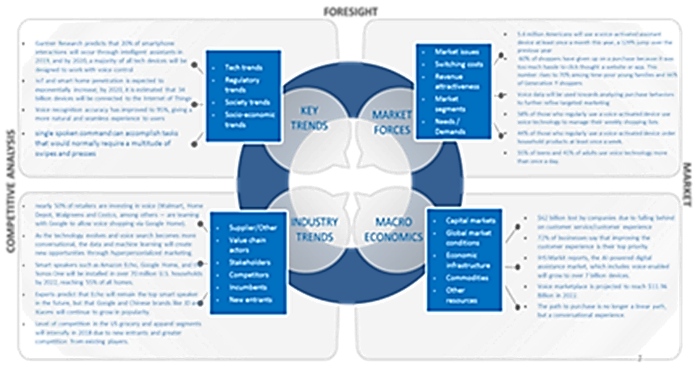 FORESIGHT
Gartner Research predicts that 20% of smartphone
interactions will occur through intelligent assistants in
2019, and by 2020, a majority of all tech devices will be
designed to work with voice control
IoT and smart home penetration is expected to
exponentially increase, by 2021, it is estimated that
billion devices will be connected to the Internet of Things
Voice recognition accuracy has improved to 95%, giving a
more natural and seamless experience to users
single spoken command can accomplish tasks
that would normally require a multitude of
swipes and presses
Tech trends
Regulatory
trends
Society trends
Socio-economic
trends
KEY
TRENDS
MARKET
FORCES
Market issues
Switching costs
Revenue
attractiveness
Market
segments
Needs /
Demands
Americans will use a voice activated assistant
device at least once a month this year, a jump over the
previous year
40% of shoppers have given up on a purchase because it was
too much hassle to click thought a website or app. This
number rises to 70% among time poor young families and
of Generation Y shoppers
Voice data will be used towards analyzing purchase behaviors
to further refine targeted marketing
of those who regularly use a voice activated device use
voice technology to manage their weekly shopping lists
of those who regularly use a voice activated device order
household products at least once a week.
55% of teens and 41% of adults use voice technology more
than once a day.
COMPETITIVE ANALYSIS
MARKET
nearly 50% of retailers are investing in voice (Walmart, Home
Depot, Walgreens and Costco, among others – are learning
with Google to allow voice shopping via Google Home).
As the technology evolves and voice search becomes more
conversational, the data and machine learning will create
new opportunities through hyperpersonalized marketing
Smart speakers such as Amazon Echo, Google Home, and
Sonos One will be installed in over 70 million U.S. households
by 2022, reaching 55% of all homes.
Experts predict that Echo will remain the top smart speaker
in the future, but that Google and Chinese brands like JD
Xiaomi will continue to grow in popularity.
Level of competition in the US grocery and apparel segments
will intensify in 2018 due to new entrants and greater
competition from existing players.
Supplier/Other
Value chain
actors
Stakeholders
Competitors
Incumbents
New entrants
INDUSTRY
TRENDS
MACRO
ECONOMICS
Capital markets
Global market
conditions
Economic
infrastructure
Commodities
Other
resources
$62 billion lost by companies due to falling behind
on customer service/customer experience
of businesses say that improving the
customer experience is their top priority.
IHS Market reports, the AI-powered digital
assistance market, which includes voice-enabled
will grow to over 7 billion devices.
Voice marketplace is projected to reach
Billion in
The path to purchase is no longer a linear path,
but a conversational experience.
2